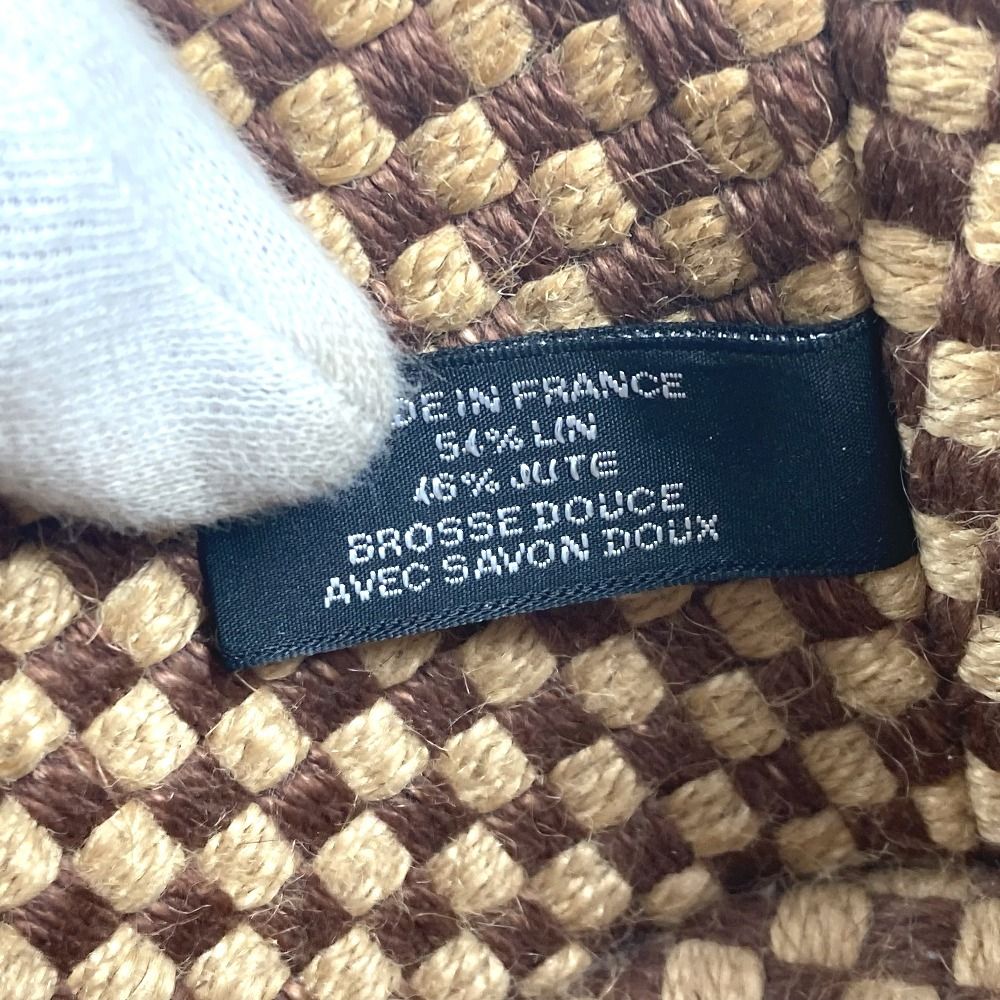 DE IN FRANCE
54% LIN
46% JUTE
BROSSE DOUCE
AVEC SAVON DOUX